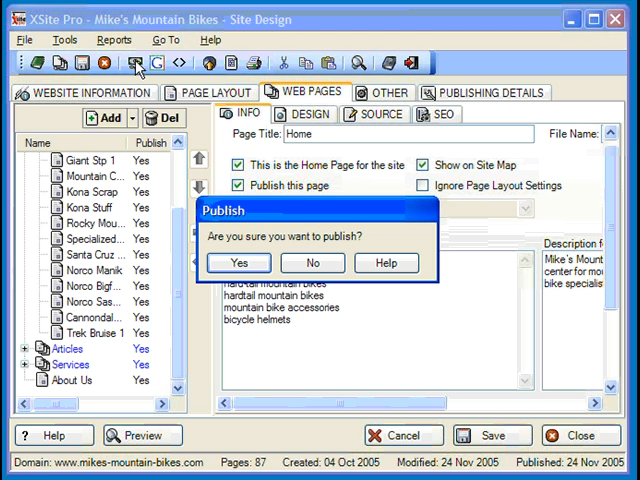 XSite Pro - Mike's Mountain Bikes - Site Design
File Tools Reports Go To Help
WEBSITE INFORMATION PAGE LAYOUT WEB PAGES OTHER PUBLISHING DETAILS
Add Del
INFO DESIGN SOURCE SEO
Page Title: Home File Name:
Name Publish
Giant Stp 1 Yes
Mountain C... Yes
Kona Scrap Yes
Kona Stuff Yes
Rocky Mou... Yes
Specialized... Yes
Santa Cruz ... Yes
Norco Manik Yes
Norco Bigf... Yes
Norco Sas... Yes
Cannondal... Yes
Trek Bruise 1 Yes
Articles Yes
Services Yes
About Us Yes
This is the Home Page for the site Show on Site Map
Publish this page Ignore Page Layout Settings
Publish
Are you sure you want to publish?
Yes No Help
hardtail mountain bikes
mountain bike accessories
bicycle helmets
Description f
Mike's Mount
center for mo
bike specialis
? Help Preview Cancel Save Close
Domain: www.mikes-mountain-bikes.com Pages: 87 Created: 04 Oct 2005 Modified: 24 Nov 2005 Published: 24 Nov 2005